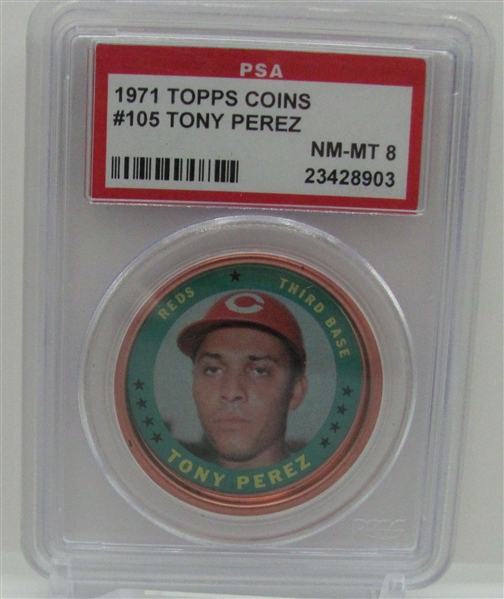 PSA
1971 TOPPS COINS
#105 TONY PEREZ
NM-MT 8
23428903
REDS ★ THIRD BASE
C
TONY PEREZ